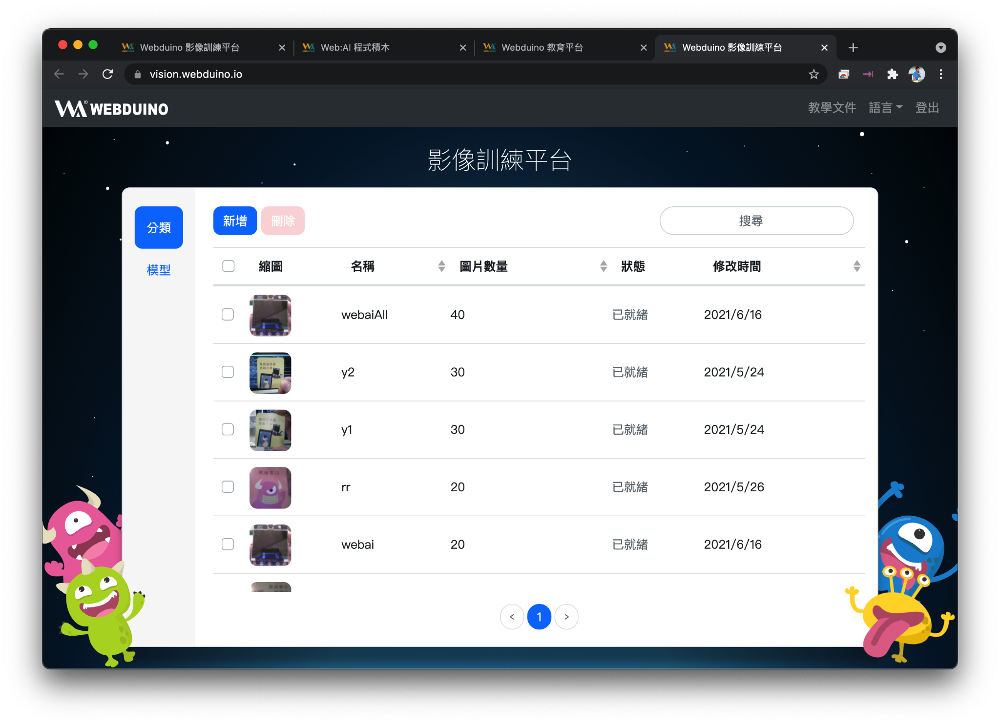 Webduino 影像訓練平台
Web:AI 程式積木
Webduino 教育平台
Webduino 影像訓練平台
vision.webduino.io
WEBDUINO
教學文件 語言 登出
影像訓練平台
分類
模型
新增 刪除 搜尋
縮圖 名稱 圖片數量 狀態 修改時間
webaiAll 40 已就緒 2021/6/16
y2 30 已就緒 2021/5/24
y1 30 已就緒 2021/5/24
rr 20 已就緒 2021/5/26
webai 20 已就緒 2021/6/16
< 1 >